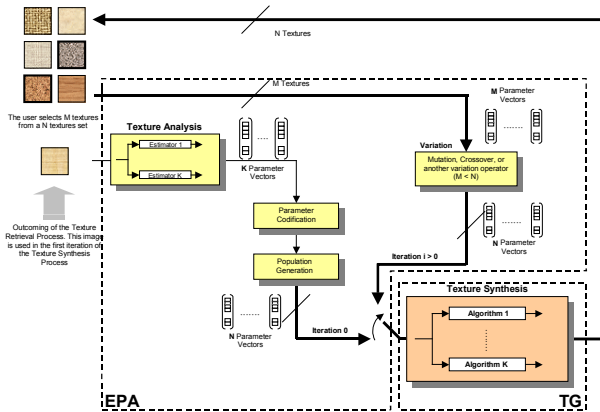 N Textures
M Textures
The user selects M textures
from a N textures set
Texture Analysis
Estimator 1
Estimator K
K Parameter
Vectors
M Parameter
Vectors
Variation
Mutation, Crossover, or
another variation operator
(M < N)
Outcoming of the Texture
Retrieval Process. This image
is used in the first iteration of
the Texture Synthesis
Process
Parameter
Codification
Population
Generation
N Parameter
Vectors
Iteration i > 0
N Parameter
Vectors
Iteration 0
Texture Synthesis
Algorithm 1
Algorithm K
EPA
TG